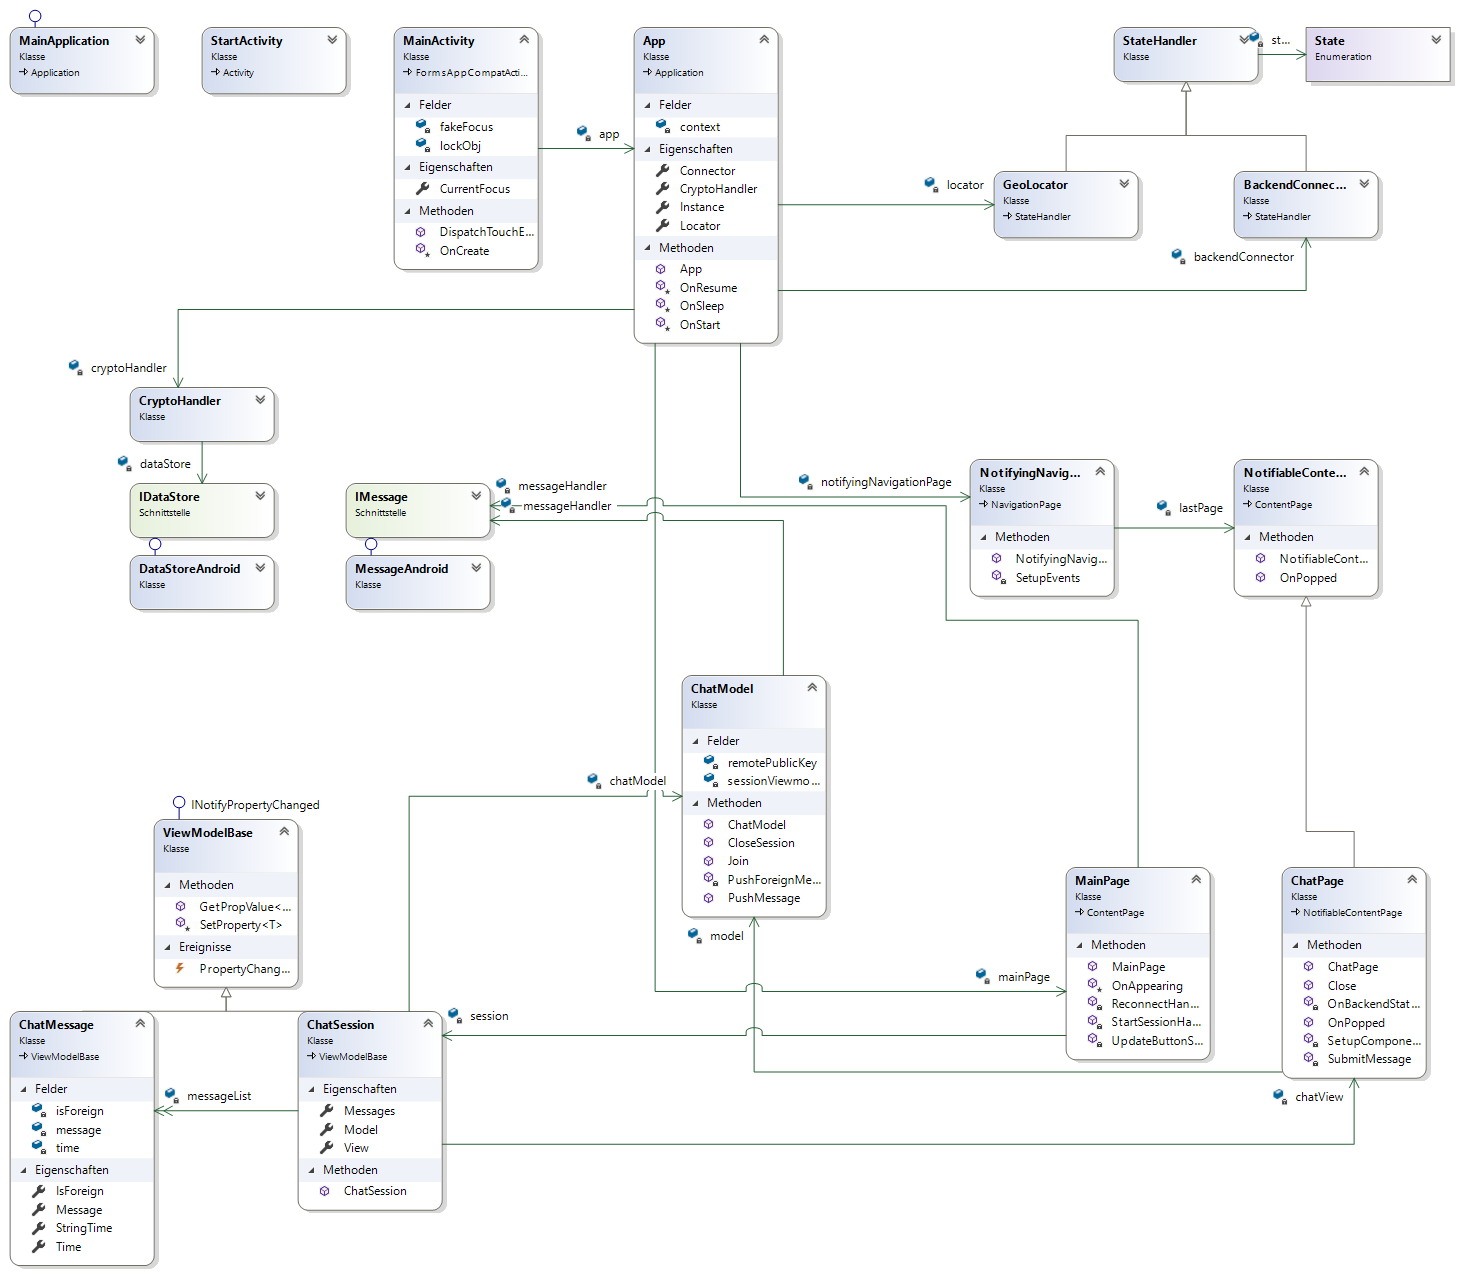 MainApplication
Klasse
Application
StartActivity
Klasse
Activity
MainActivity
Klasse
FormsAppCompatActi...
Felder
fakeFocus
lockObj
Eigenschaften
CurrentFocus
Methoden
DispatchTouchE...
OnCreate
app
App
Klasse
Application
Felder
context
Eigenschaften
Connector
CryptoHandler
Instance
Locator
Methoden
App
OnResume
OnSleep
OnStart
StateHandler
Klasse
st...
State
Enumeration
locator
GeoLocator
Klasse
StateHandler
BackendConnec...
Klasse
StateHandler
backendConnector
cryptoHandler
CryptoHandler
Klasse
dataStore
IDataStore
Schnittstelle
DataStoreAndroid
Klasse
IMessage
Schnittstelle
MessageAndroid
Klasse
messageHandler
messageHandler
notifyingNavigationPage
NotifyingNavig...
Klasse
NavigationPage
Methoden
NotifyingNavig...
SetupEvents
lastPage
NotifiableConte...
Klasse
ContentPage
Methoden
NotifiableCont...
OnPopped
ChatModel
Klasse
Felder
remotePublicKey
sessionViewmo...
Methoden
ChatModel
CloseSession
Join
PushForeignMe...
PushMessage
chatModel
model
INotifyPropertyChanged
ViewModelBase
Klasse
Methoden
GetPropValue<...
SetProperty<T>
Ereignisse
PropertyChang...
mainPage
MainPage
Klasse
ContentPage
Methoden
MainPage
OnAppearing
ReconnectHan...
StartSessionHa...
UpdateButtonS...
ChatPage
Klasse
NotifiableContentPage
Methoden
ChatPage
Close
OnBackendStat...
OnPopped
SetupCompone...
SubmitMessage
chatView
ChatMessage
Klasse
ViewModelBase
Felder
isForeign
message
time
Eigenschaften
IsForeign
Message
StringTime
Time
messageList
ChatSession
Klasse
ViewModelBase
Eigenschaften
Messages
Model
View
Methoden
ChatSession
session